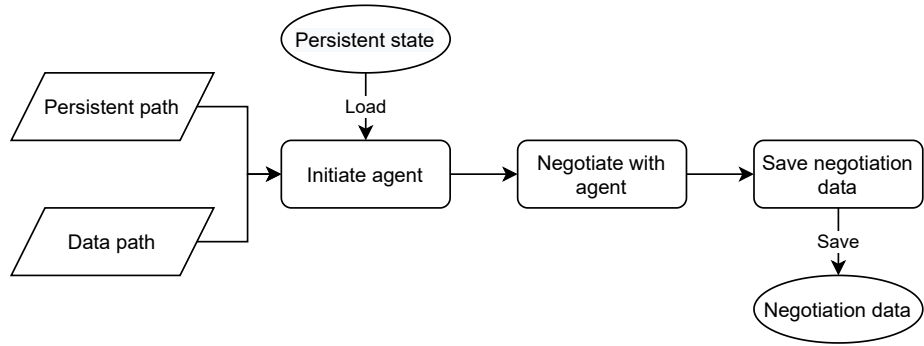 Persistent state
Persistent path
Load
Initiate agent
Negotiate with
agent
Save negotiation
data
Data path
Save
Negotiation data